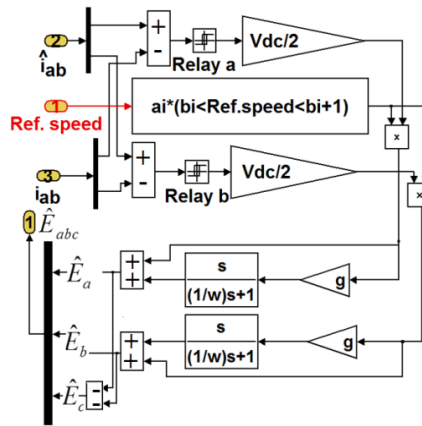 2
î_ab
+
-
Relay a
Vdc/2
1
Ref. speed
ai*(bi<Ref.speed<bi+1)
×
3
i_ab
+
-
Relay b
Vdc/2
×
1
Ê_abc
Ê_a
+
+
s
(1/w)s+1
g
Ê_b
+
+
s
(1/w)s+1
g
Ê_c
-
-